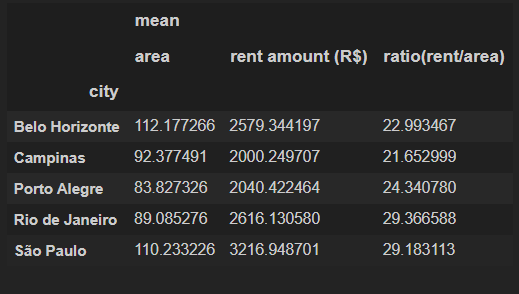 mean
area rent amount (R$) ratio(rent/area)
city
Belo Horizonte 112.177266 2579.344197 22.993467
Campinas 92.377491 2000.249707 21.652999
Porto Alegre 83.827326 2040.422464 24.340780
Rio de Janeiro 89.085276 2616.130580 29.366588
São Paulo 110.233226 3216.948701 29.183113